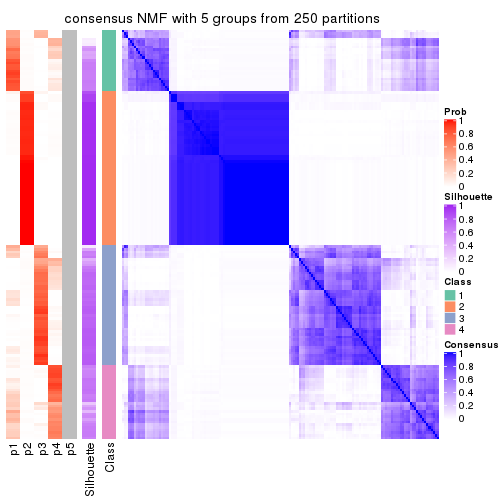 consensus NMF with 5 groups from 250 partitions
Prob
1
0.8
0.6
0.4
0.2
0
Silhouette
1
0.8
0.6
0.4
0.2
0
Class
1
2
3
4
Consensus
1
0.8
0.6
0.4
0.2
0
p1
p2
p3
p4
p5
Silhouette
Class